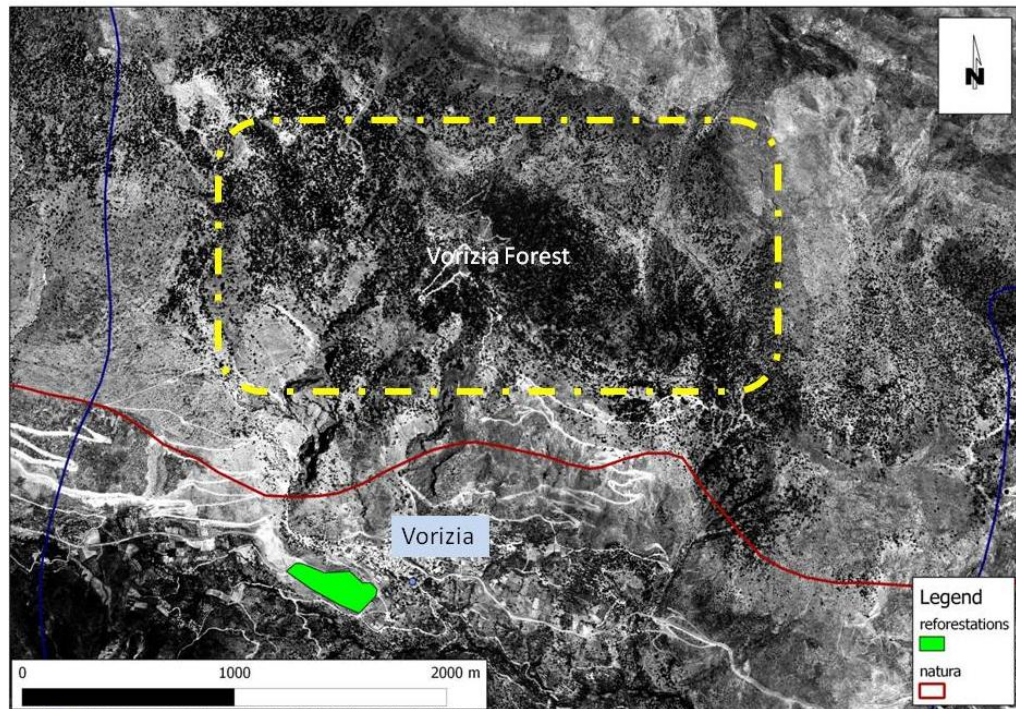 N
Vorizia Forest
Vorizia
Legend
reforestations
natura
0 1000 2000 m